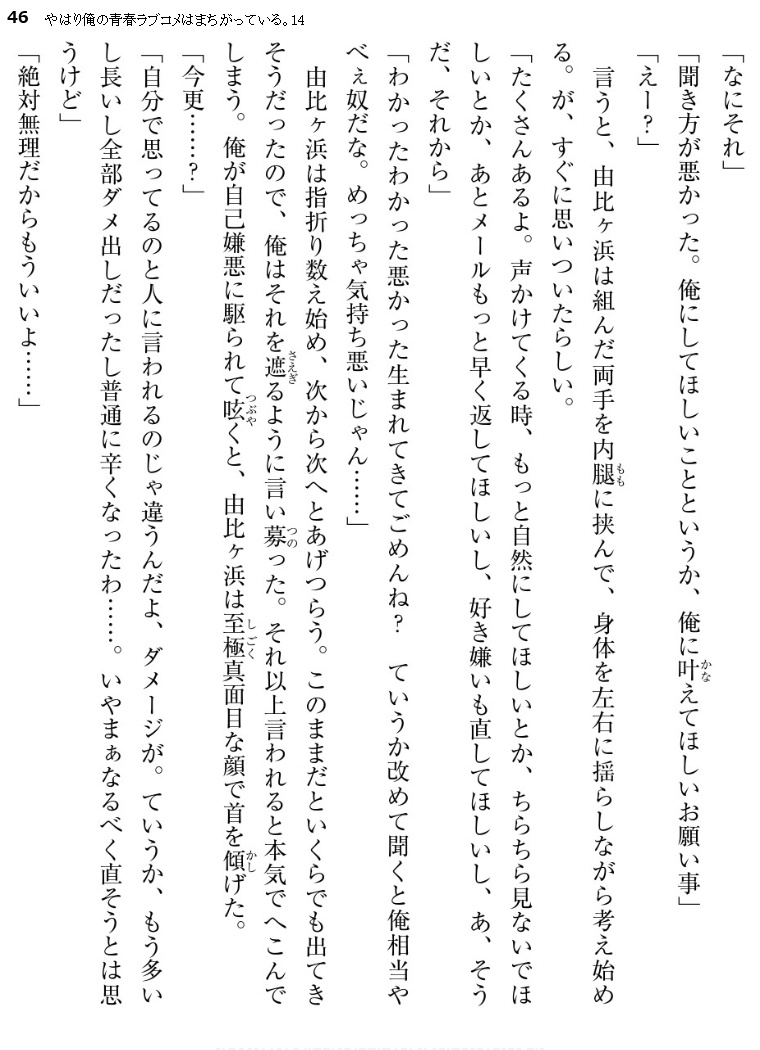 46 やはり俺の青春ラブコメはまちがっている。14
「なにそれ」
「聞き方が悪かった。俺にしてほしいことというか、俺に叶えてほしいお願い事」
「えー？」
　言うと、由比ヶ浜は組んだ両手を内腿に挟んで、身体を左右に揺らしながら考え始め
る。が、すぐに思いついたらしい。
「たくさんあるよ。声かけてくる時、もっと自然にしてほしいとか、ちらちら見ないでほ
しいとか、あとメールもっと早く返してほしいし、好き嫌いも直してほしいし、あ、そう
だ、それから」
「わかったわかった悪かった生まれてきてごめんね？　ていうか改めて聞くと俺相当や
べぇ奴だな。めっちゃ気持ち悪いじゃん……」
　由比ヶ浜は指折り数え始め、次から次へとあげつらう。このままだといくらでも出てき
そうだったので、俺はそれを遮るように言い募った。それ以上言われると本気でへこんで
しまう。俺が自己嫌悪に駆られて呟くと、由比ヶ浜は至極真面目な顔で首を傾げた。
「今更……？」
「自分で思ってるのと人に言われるのじゃ違うんだよ、ダメージが。ていうか、もう多い
し長いし全部ダメ出しだったし普通に辛くなったわ……。いやまぁなるべく直そうとは思
うけど」
「絶対無理だからもういいよ……」